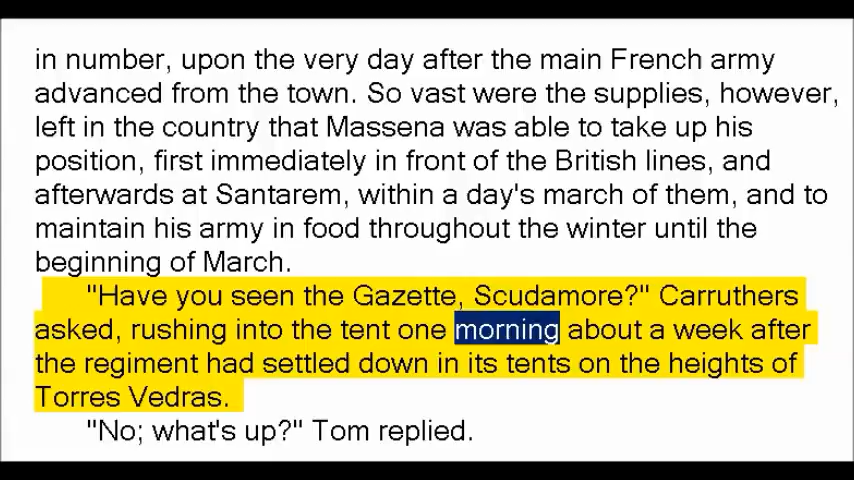 in number, upon the very day after the main French army
advanced from the town. So vast were the supplies, however,
left in the country that Massena was able to take up his
position, first immediately in front of the British lines, and
afterwards at Santarem, within a day's march of them, and to
maintain his army in food throughout the winter until the
beginning of March.
"Have you seen the Gazette, Scudamore?" Carruthers
asked, rushing into the tent one morning about a week after
the regiment had settled down in its tents on the heights of
Torres Vedras.
"No; what's up?" Tom replied.